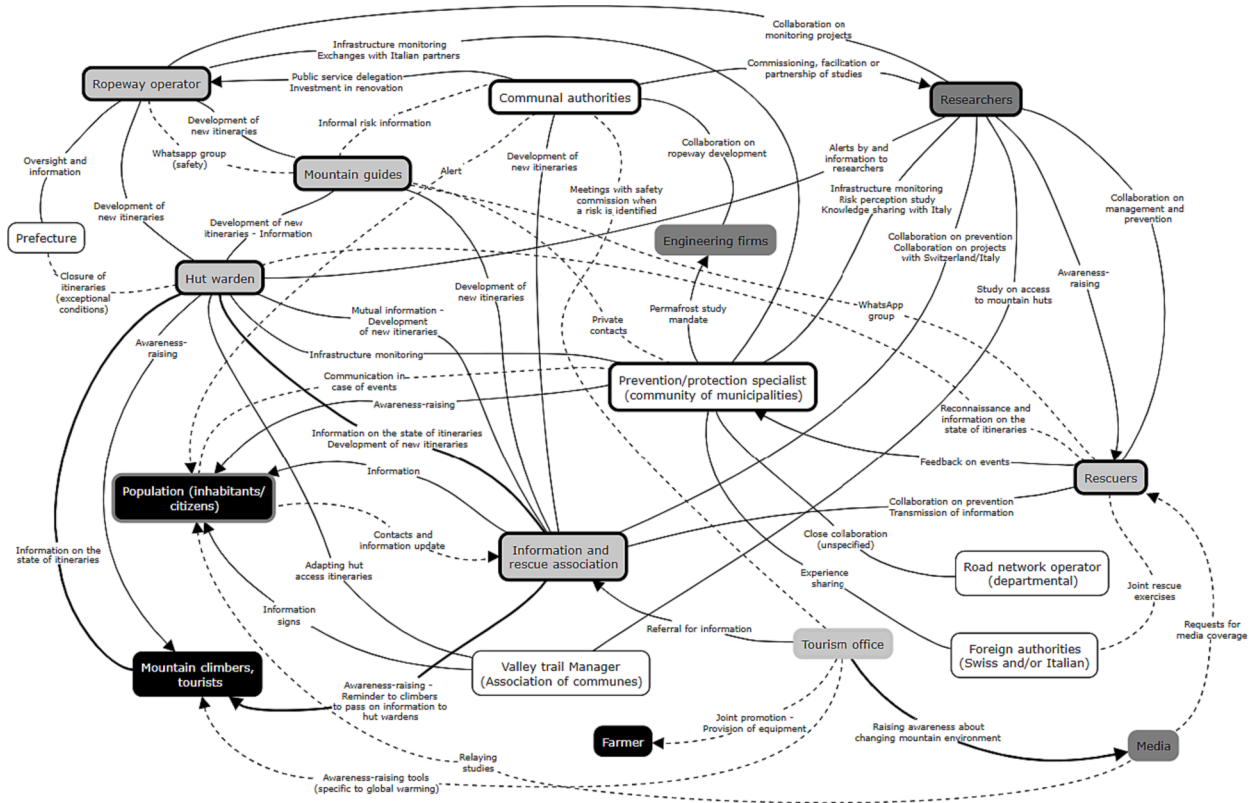 Collaboration on
monitoring projects
Infrastructure monitoring
Exchanges with Italian partners
Ropeway operator
Public service delegation
Investment in renovation
Communal authorities
Commissioning, facilication or
partnership of studies
Researchers
Development of
new itineraries
Informal risk information
Whatsapp group
(safety)
Mountain guides
Alert
Development of
new itineraries
Collaboration on
ropeway development
Alerts by and
information to
researchers
Oversight and
information
Meetings with safety
commission when
a risk is identified
Infrastructure monitoring
Risk perception study
Knowledge sharing with Italy
Development of
new itineraries
Development of new
itineraries - Information
Collaboration on
management and
prevention
Prefecture
Engineering firms
Collaboration on prevention
Collaboration on projects
with Switzerland/Italy
Hut warden
Closure of
itineraries
(exceptional
conditions)
Development of
new itineraries
Study on access
to mountain huts
Awareness-
raising
Mutual information -
Development
of new itineraries
Private
contacts
Permafrost study
mandate
WhatsApp
group
Awareness-
raising
Infrastructure monitoring
Communication in
case of events
Prevention/protection specialist
(community of municipalities)
Awareness-raising
Reconnaissance and
information on the
state of itineraries
Information on the state of itineraries
Development of new itineraries
Information
Feedback on events
Rescuers
Population (inhabitants/
citizens)
Collaboration on prevention
Transmission of information
Contacts and
information update
Information and
rescue association
Close collaboration
(unspecified)
Information on the
state of itineraries
Adapting hut
access itineraries
Experience
sharing
Road network operator
(departmental)
Joint rescue
exercises
Information
signs
Referral for information
Tourism office
Requests for
media coverage
Foreign authorities
(Swiss and/or Italian)
Mountain climbers,
tourists
Valley trail Manager
(Association of communes)
Awareness-raising -
Reminder to climbers
to pass on information to
hut wardens
Joint promotion -
Provision of equipment
Raising awareness about
changing mountain environment
Farmer
Media
Relaying
studies
Awareness-raising tools
(specific to global warming)